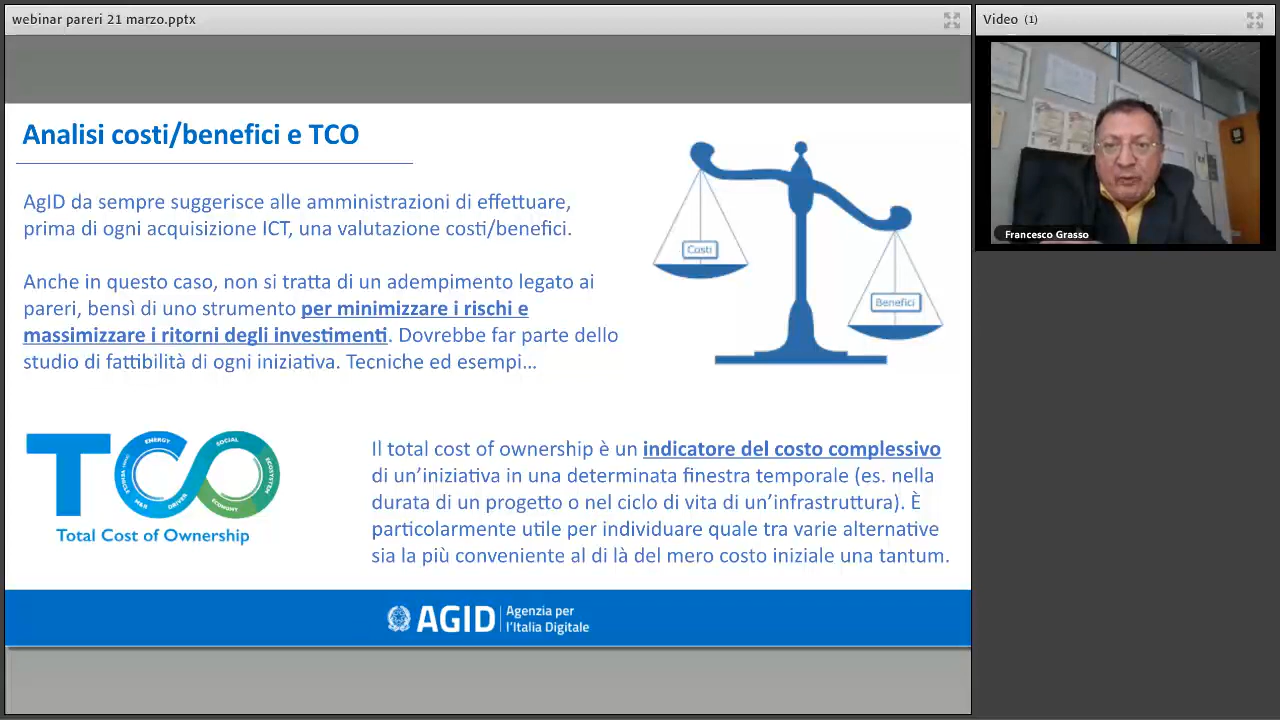 webinar pareri 21 marzo.pptx
Video (1)
Francesco Grasso
Analisi costi/benefici e TCO
AgID da sempre suggerisce alle amministrazioni di effettuare,
prima di ogni acquisizione ICT, una valutazione costi/benefici.
Anche in questo caso, non si tratta di un adempimento legato ai
pareri, bensì di uno strumento per minimizzare i rischi e
massimizzare i ritorni degli investimenti. Dovrebbe far parte dello
studio di fattibilità di ogni iniziativa. Tecniche ed esempi…
Costi
Benefici
TCO
ENERGY
SOCIAL
ECOSYSTEM
ECONOMY
DRIVER
M&R
VEHICLE
Total Cost of Ownership
Il total cost of ownership è un indicatore del costo complessivo
di un’iniziativa in una determinata finestra temporale (es. nella
durata di un progetto o nel ciclo di vita di un’infrastruttura). È
particolarmente utile per individuare quale tra varie alternative
sia la più conveniente al di là del mero costo iniziale una tantum.
AGID
Agenzia per
l’Italia Digitale